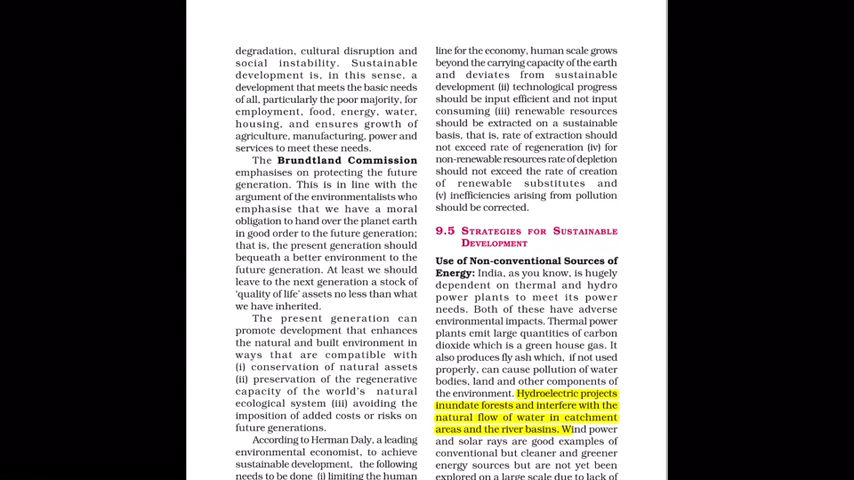 degradation, cultural disruption and
social instability. Sustainable
development is, in this sense, a
development that meets the basic needs
of all, particularly the poor majority, for
employment, food, energy, water,
housing, and ensures growth of
agriculture, manufacturing, power and
services to meet these needs.
The Brundtland Commission
emphasises on protecting the future
generation. This is in line with the
argument of the environmentalists who
emphasise that we have a moral
obligation to hand over the planet earth
in good order to the future generation;
that is, the present generation should
bequeath a better environment to the
future generation. At least we should
leave to the next generation a stock of
‘quality of life’ assets no less than what
we have inherited.
The present generation can
promote development that enhances
the natural and built environment in
ways that are compatible with
(i) conservation of natural assets
(ii) preservation of the regenerative
capacity of the world’s natural
ecological system (iii) avoiding the
imposition of added costs or risks on
future generations.
According to Herman Daly, a leading
environmental economist, to achieve
sustainable development, the following
needs to be done (i) limiting the human
line for the economy, human scale grows
beyond the carrying capacity of the earth
and deviates from sustainable
development (ii) technological progress
should be input efficient and not input
consuming (iii) renewable resources
should be extracted on a sustainable
basis, that is, rate of extraction should
not exceed rate of regeneration (iv) for
non-renewable resources rate of depletion
should not exceed the rate of creation
of renewable substitutes and
(v) inefficiencies arising from pollution
should be corrected.
9.5 STRATEGIES FOR SUSTAINABLE
DEVELOPMENT
Use of Non-conventional Sources of
Energy: India, as you know, is hugely
dependent on thermal and hydro
power plants to meet its power
needs. Both of these have adverse
environmental impacts. Thermal power
plants emit large quantities of carbon
dioxide which is a green house gas. It
also produces fly ash which, if not used
properly, can cause pollution of water
bodies, land and other components of
the environment. Hydroelectric projects
inundate forests and interfere with the
natural flow of water in catchment
areas and the river basins. Wind power
and solar rays are good examples of
conventional but cleaner and greener
energy sources but are not yet been
explored on a large scale due to lack of